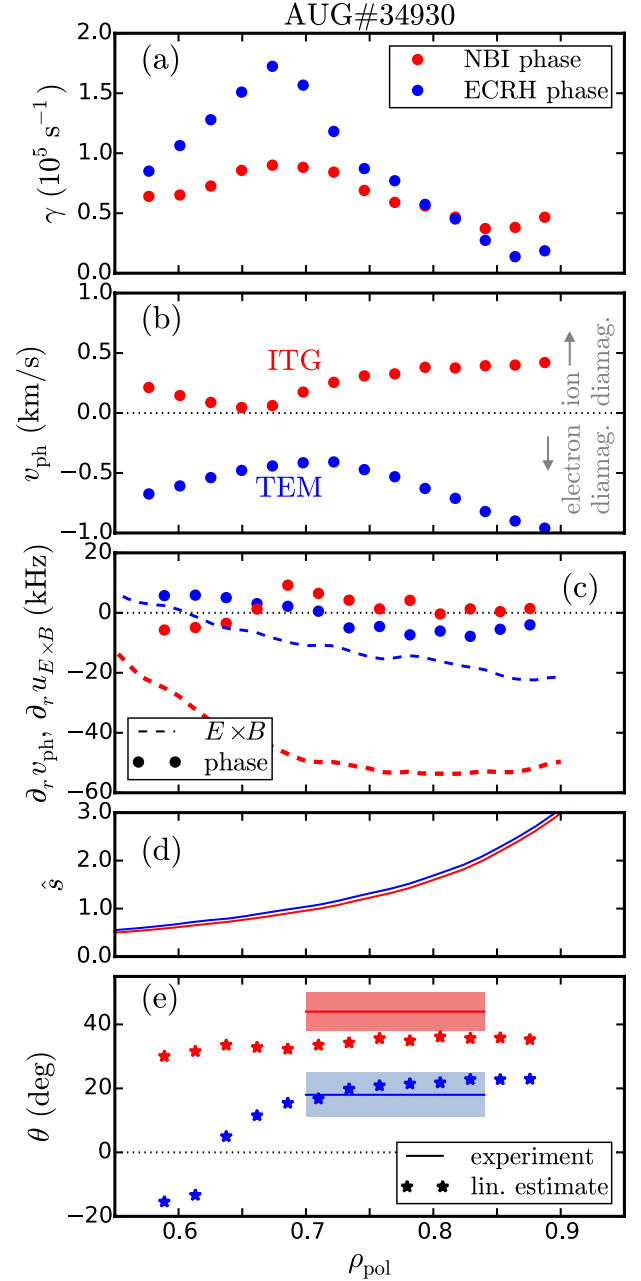 AUG#34930
(a)
NBI phase
ECRH phase
2.0
1.5
1.0
0.5
0.0
γ (10⁵ s⁻¹)
(b)
ITG
TEM
ion diamag.
electron diamag.
1.0
0.5
0.0
−0.5
−1.0
v_ph (km/s)
(c)
E×B
phase
20
0
−20
−40
−60
∂_r v_ph, ∂_r u_E×B (kHz)
(d)
3.0
2.0
1.0
0.0
ŝ
(e)
experiment
lin. estimate
40
20
0
−20
θ (deg)
0.6 0.7 0.8 0.9
ρ_pol